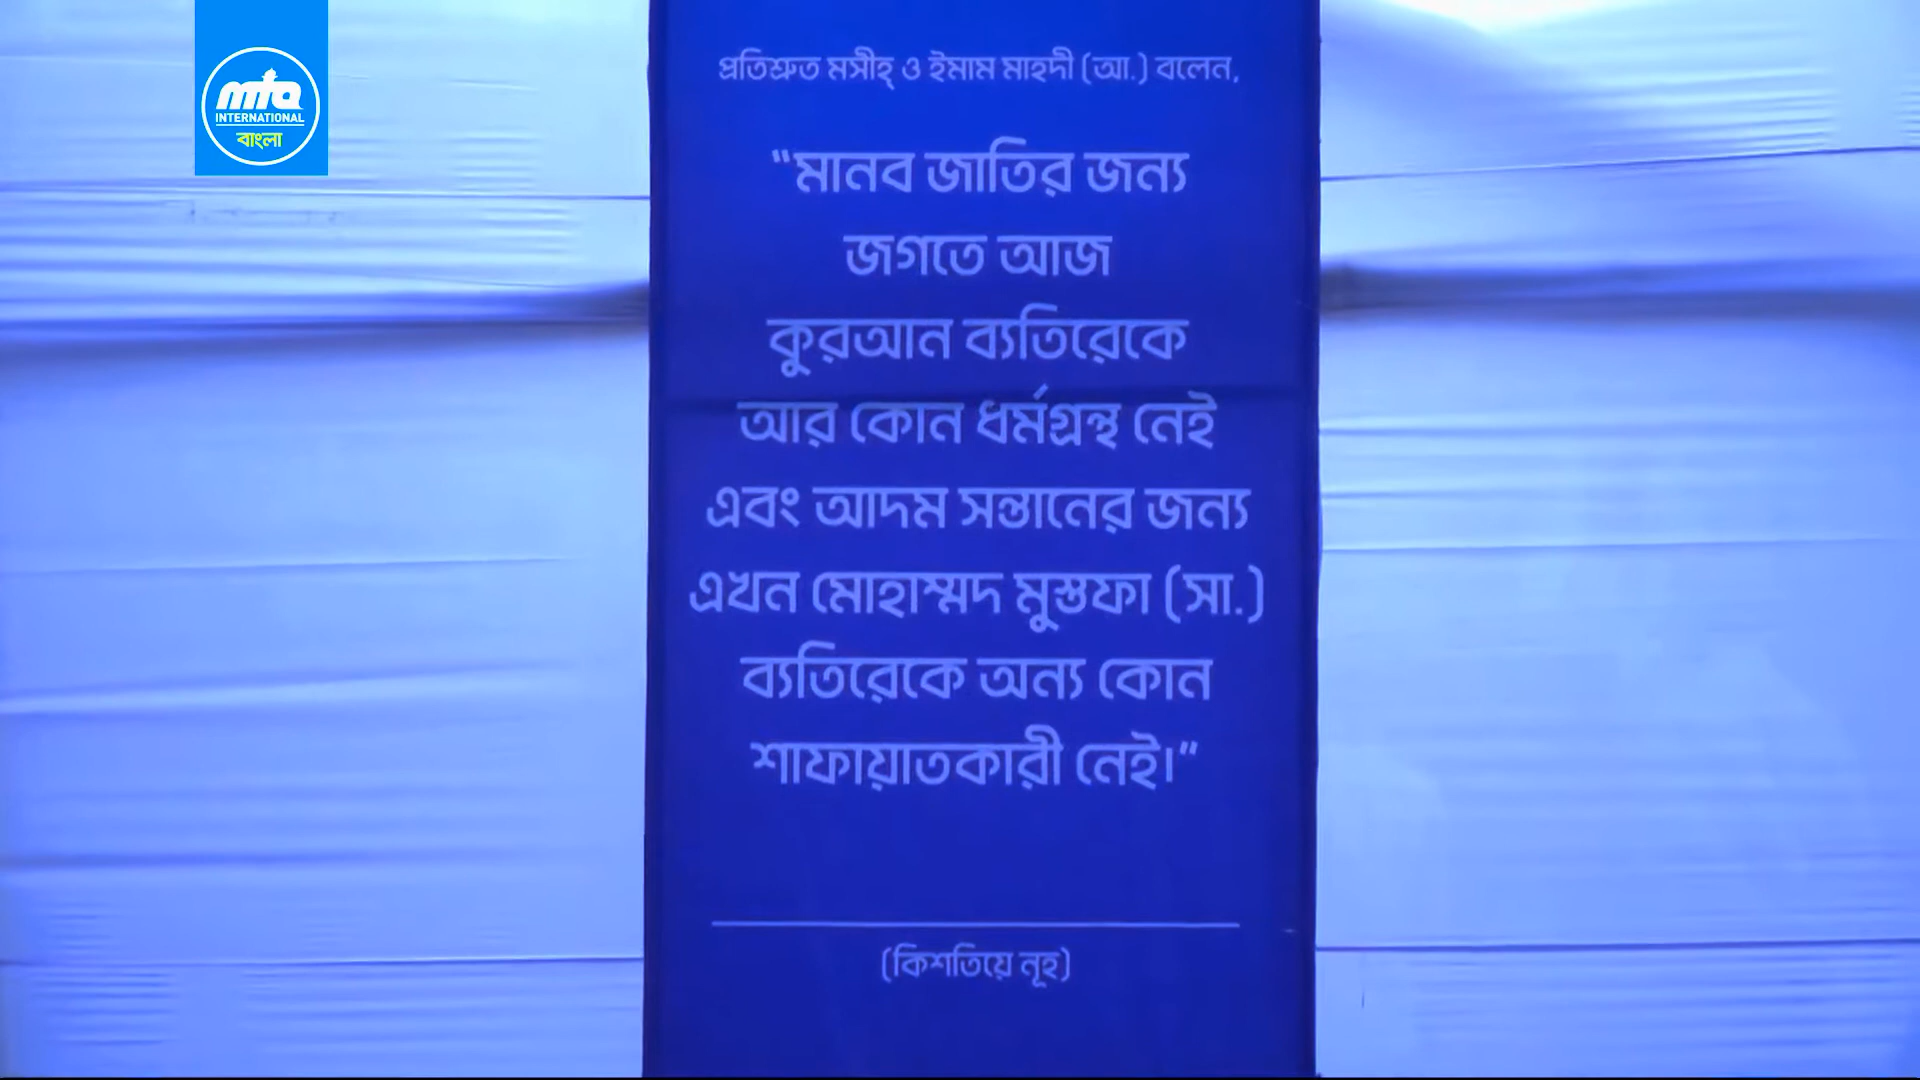 mta
INTERNATIONAL
বাংলা
প্রতিশ্রুত মসীহ্ ও ইমাম মাহদী (আ.) বলেন,
"মানব জাতির জন্য
জগতে আজ
কুরআন ব্যতিরেকে
আর কোন ধর্মগ্রন্থ নেই
এবং আদম সন্তানের জন্য
এখন মোহাম্মদ মুস্তফা (সা.)
ব্যতিরেকে অন্য কোন
শাফায়াতকারী নেই।"
(কিশতিয়ে নূহ)